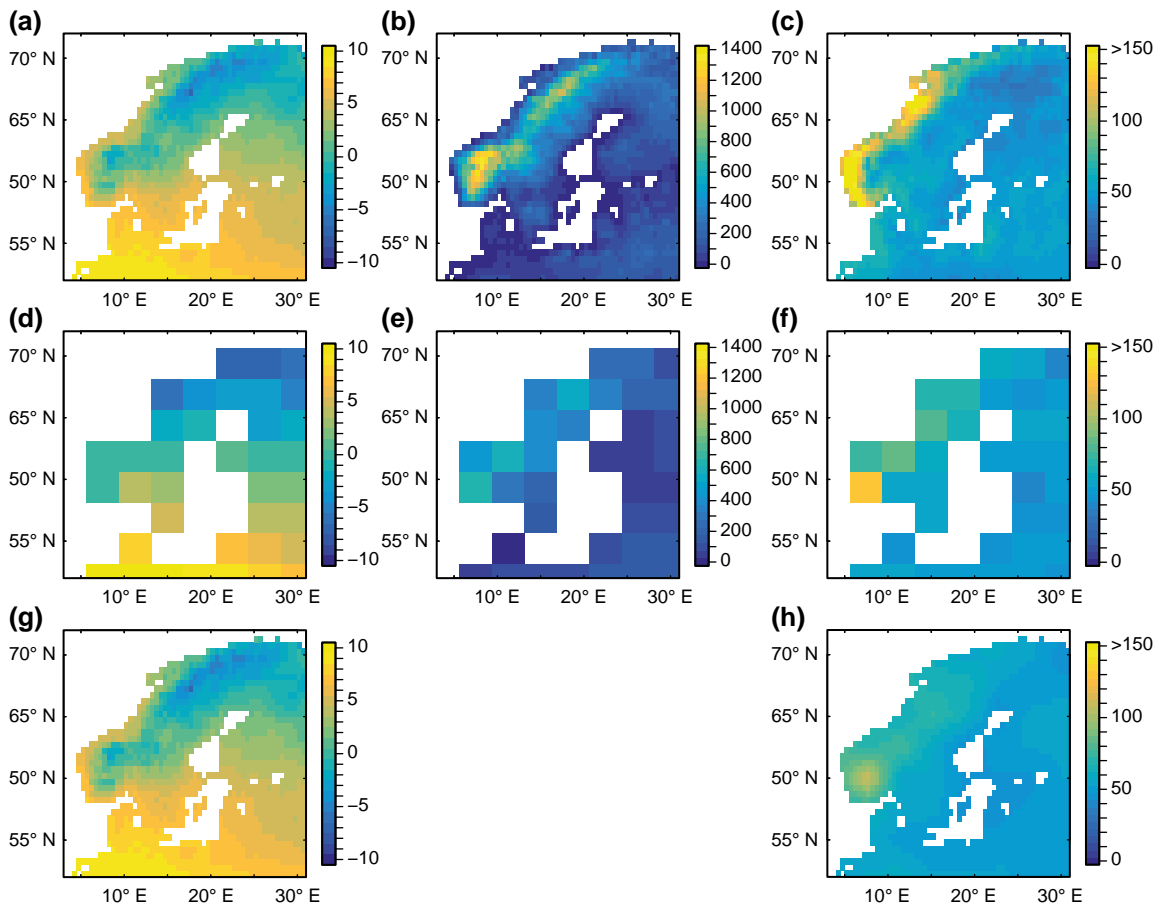 (a) (b) (c)
70° N 10 70° N 1400 70° N >150
1200
65° N 5 65° N 1000 65° N 100
800
50° N 0 50° N 600 50° N
400 50
55° N −5 55° N 200 55° N
−10 0 0
10° E 20° E 30° E 10° E 20° E 30° E 10° E 20° E 30° E
(d) (e) (f)
70° N 10 70° N 1400 70° N >150
1200
65° N 5 65° N 1000 65° N 100
800
50° N 0 50° N 600 50° N
400 50
55° N −5 55° N 200 55° N
−10 0 0
10° E 20° E 30° E 10° E 20° E 30° E 10° E 20° E 30° E
(g) (h)
70° N 10 70° N >150
65° N 5 65° N 100
50° N 0 50° N 50
55° N −5 55° N
−10 0
10° E 20° E 30° E 10° E 20° E 30° E